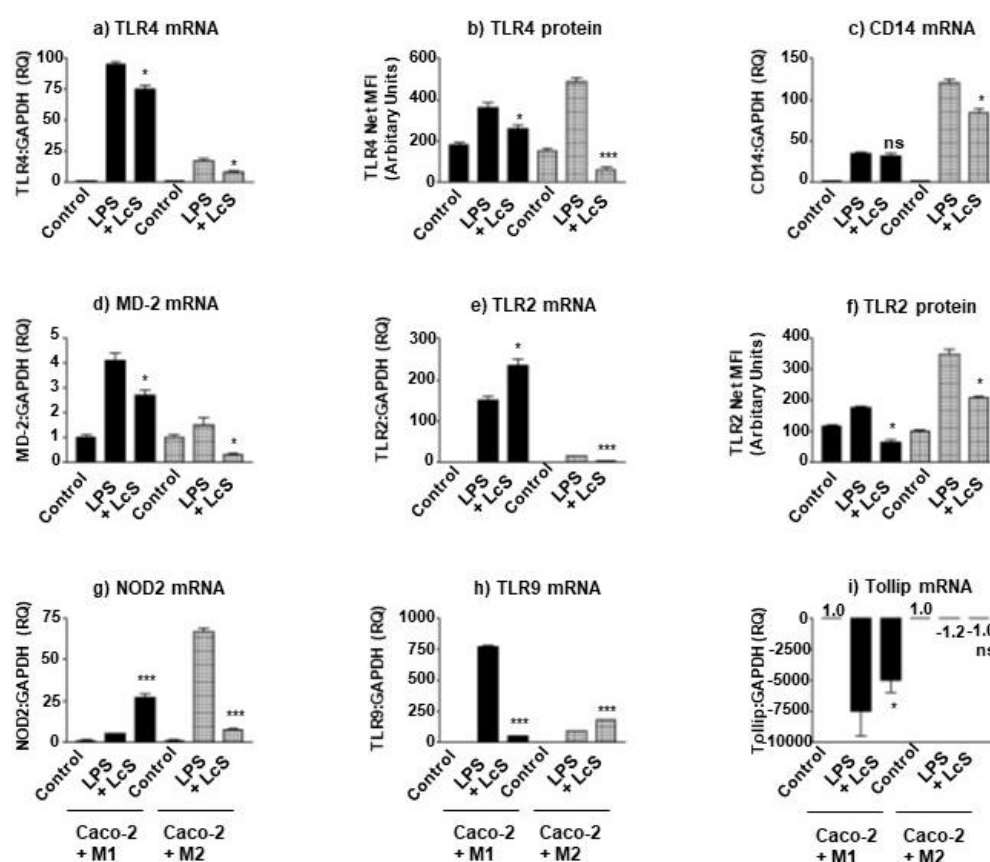 a) TLR4 mRNA
TLR4:GAPDH (RQ)
100
75
50
25
0
Control
LPS
+ LcS
Control
LPS
+ LcS
*
*
b) TLR4 protein
TLR4 Net MFI
(Arbitary Units)
600
400
200
0
Control
LPS
+ LcS
Control
LPS
+ LcS
*
***
c) CD14 mRNA
CD14:GAPDH (RQ)
150
100
50
0
Control
LPS
+ LcS
Control
LPS
+ LcS
ns
*
d) MD-2 mRNA
MD-2:GAPDH (RQ)
5
4
3
2
1
0
Control
LPS
+ LcS
Control
LPS
+ LcS
*
*
e) TLR2 mRNA
TLR2:GAPDH (RQ)
300
200
100
0
Control
LPS
+ LcS
Control
LPS
+ LcS
*
***
f) TLR2 protein
TLR2 Net MFI
(Arbitary Units)
400
300
200
100
0
Control
LPS
+ LcS
Control
LPS
+ LcS
*
*
g) NOD2 mRNA
NOD2:GAPDH (RQ)
75
50
25
0
Control
LPS
+ LcS
Control
LPS
+ LcS
***
***
Caco-2
+ M1
Caco-2
+ M2
h) TLR9 mRNA
TLR9:GAPDH (RQ)
1000
750
500
250
0
Control
LPS
+ LcS
Control
LPS
+ LcS
***
***
Caco-2
+ M1
Caco-2
+ M2
i) Tollip mRNA
Tollip:GAPDH (RQ)
0
-2500
-5000
-7500
10000
1.0
1.0
-1.2
-1.0
ns
*
Control
LPS
+ LcS
Control
LPS
+ LcS
Caco-2
+ M1
Caco-2
+ M2